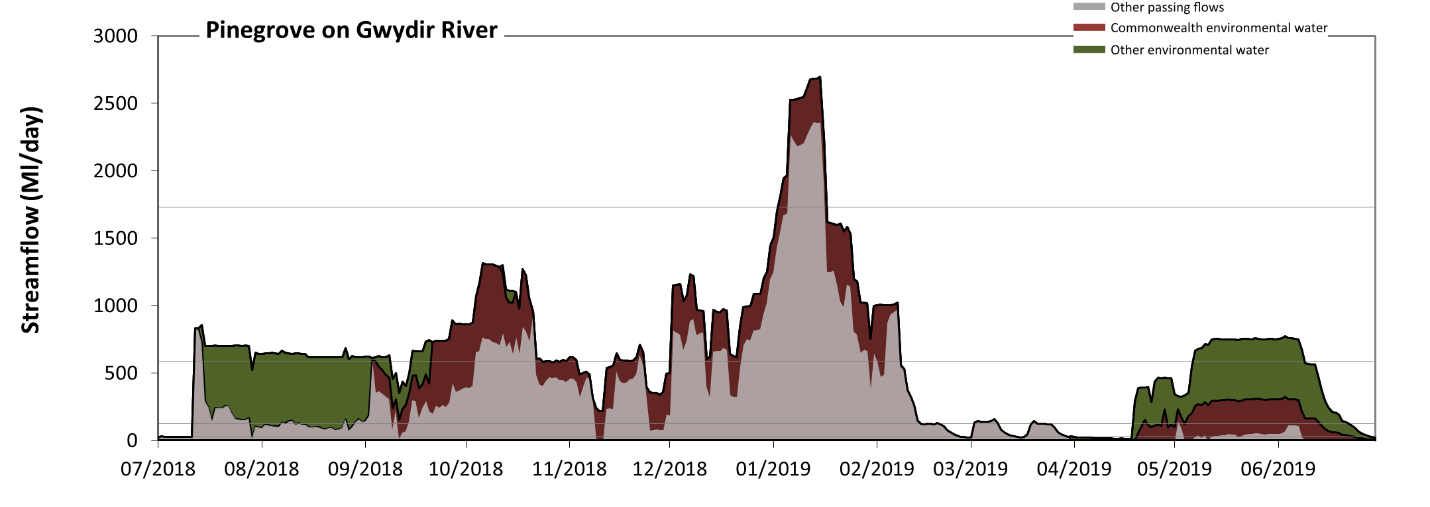 Other passing flows
Pinegrove on Gwydir River
Commonwealth environmental water
Other environmental water
Streamflow (Ml/day)
3000
2500
2000
1500
1000
500
0
07/2018 08/2018 09/2018 10/2018 11/2018 12/2018 01/2019 02/2019 03/2019 04/2019 05/2019 06/2019